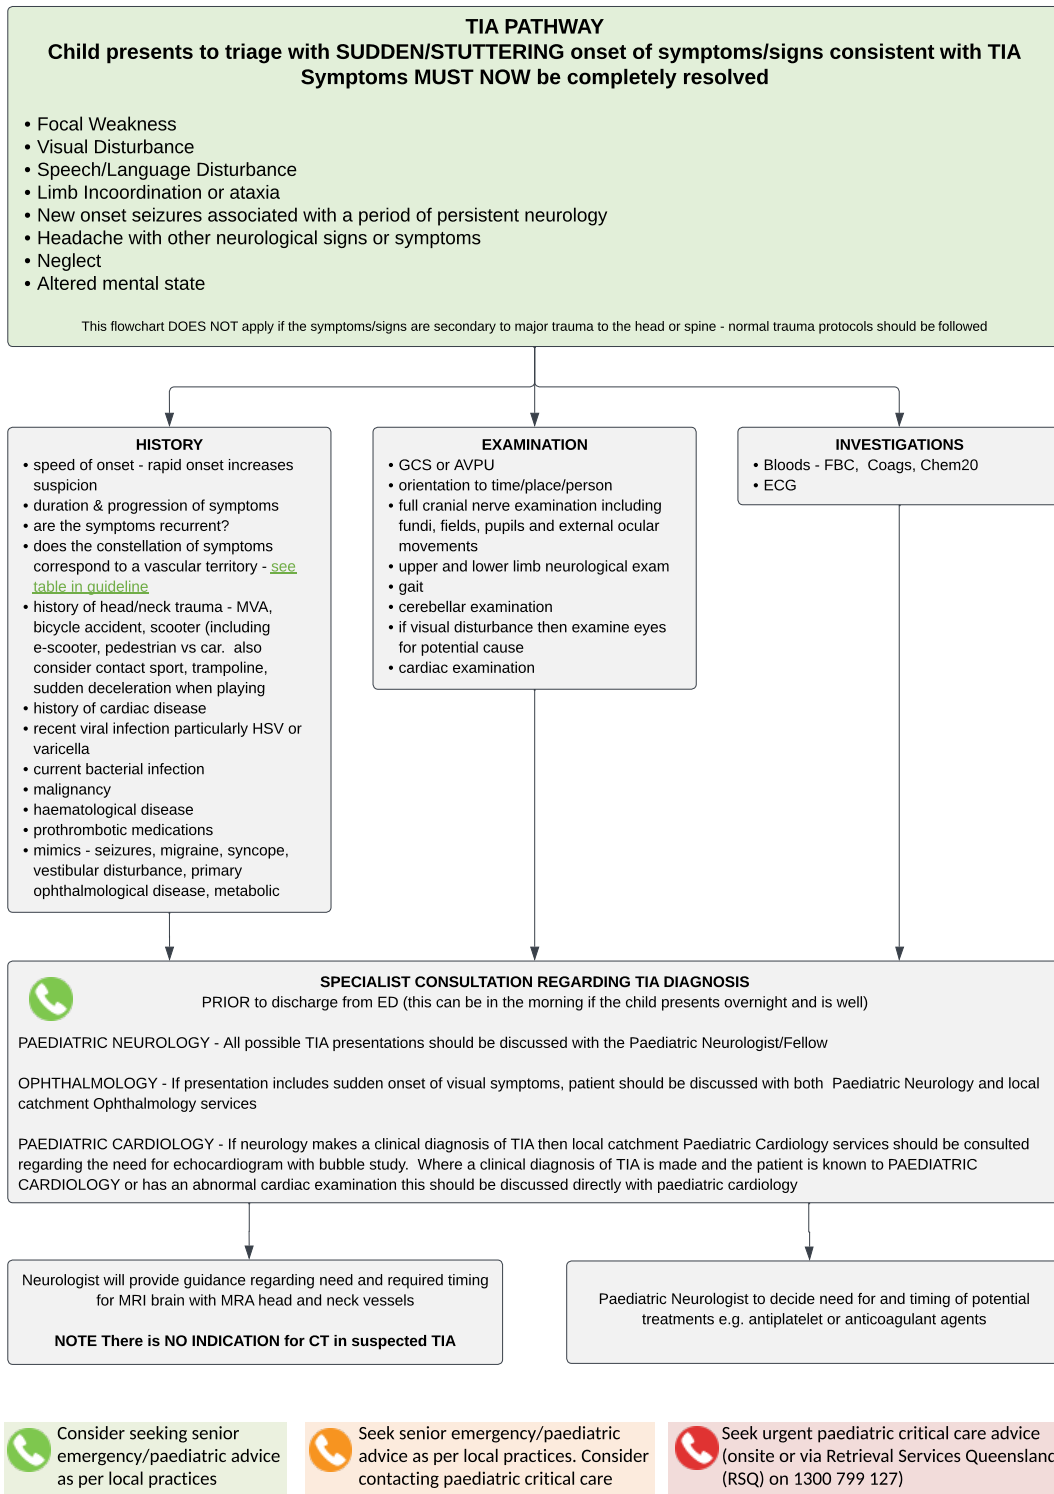 TIA PATHWAY
Child presents to triage with SUDDEN/STUTTERING onset of symptoms/signs consistent with TIA
Symptoms MUST NOW be completely resolved
• Focal Weakness
• Visual Disturbance
• Speech/Language Disturbance
• Limb Incoordination or ataxia
• New onset seizures associated with a period of persistent neurology
• Headache with other neurological signs or symptoms
• Neglect
• Altered mental state
This flowchart DOES NOT apply if the symptoms/signs are secondary to major trauma to the head or spine - normal trauma protocols should be followed
HISTORY
• speed of onset - rapid onset increases
suspicion
• duration & progression of symptoms
• are the symptoms recurrent?
• does the constellation of symptoms
correspond to a vascular territory - see
table in guideline
• history of head/neck trauma - MVA,
bicycle accident, scooter (including
e-scooter, pedestrian vs car.  also
consider contact sport, trampoline,
sudden deceleration when playing
• history of cardiac disease
• recent viral infection particularly HSV or
varicella
• current bacterial infection
• malignancy
• haematological disease
• prothrombotic medications
• mimics - seizures, migraine, syncope,
vestibular disturbance, primary
ophthalmological disease, metabolic
EXAMINATION
• GCS or AVPU
• orientation to time/place/person
• full cranial nerve examination including
fundi, fields, pupils and external ocular
movements
• upper and lower limb neurological exam
• gait
• cerebellar examination
• if visual disturbance then examine eyes
for potential cause
• cardiac examination
INVESTIGATIONS
• Bloods - FBC,  Coags, Chem20
• ECG
SPECIALIST CONSULTATION REGARDING TIA DIAGNOSIS
PRIOR to discharge from ED (this can be in the morning if the child presents overnight and is well)
PAEDIATRIC NEUROLOGY - All possible TIA presentations should be discussed with the Paediatric Neurologist/Fellow
OPHTHALMOLOGY - If presentation includes sudden onset of visual symptoms, patient should be discussed with both  Paediatric Neurology and local
catchment Ophthalmology services
PAEDIATRIC CARDIOLOGY - If neurology makes a clinical diagnosis of TIA then local catchment Paediatric Cardiology services should be consulted
regarding the need for echocardiogram with bubble study.  Where a clinical diagnosis of TIA is made and the patient is known to PAEDIATRIC
CARDIOLOGY or has an abnormal cardiac examination this should be discussed directly with paediatric cardiology
Neurologist will provide guidance regarding need and required timing
for MRI brain with MRA head and neck vessels
NOTE There is NO INDICATION for CT in suspected TIA
Paediatric Neurologist to decide need for and timing of potential
treatments e.g. antiplatelet or anticoagulant agents
Consider seeking senior
emergency/paediatric advice
as per local practices
Seek senior emergency/paediatric
advice as per local practices. Consider
contacting paediatric critical care
Seek urgent paediatric critical care advice
(onsite or via Retrieval Services Queensland
(RSQ) on 1300 799 127)